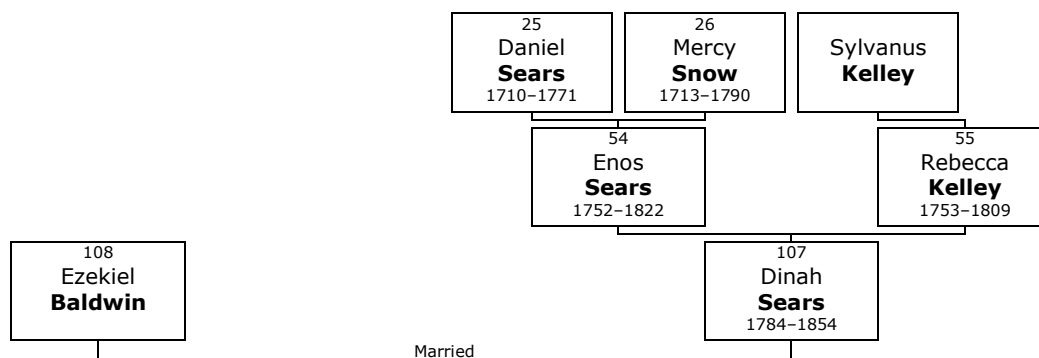 25
Daniel
Sears
1710–1771
26
Mercy
Snow
1713–1790
Sylvanus
Kelley
54
Enos
Sears
1752–1822
55
Rebecca
Kelley
1753–1809
108
Ezekiel
Baldwin
107
Dinah
Sears
1784–1854
Married